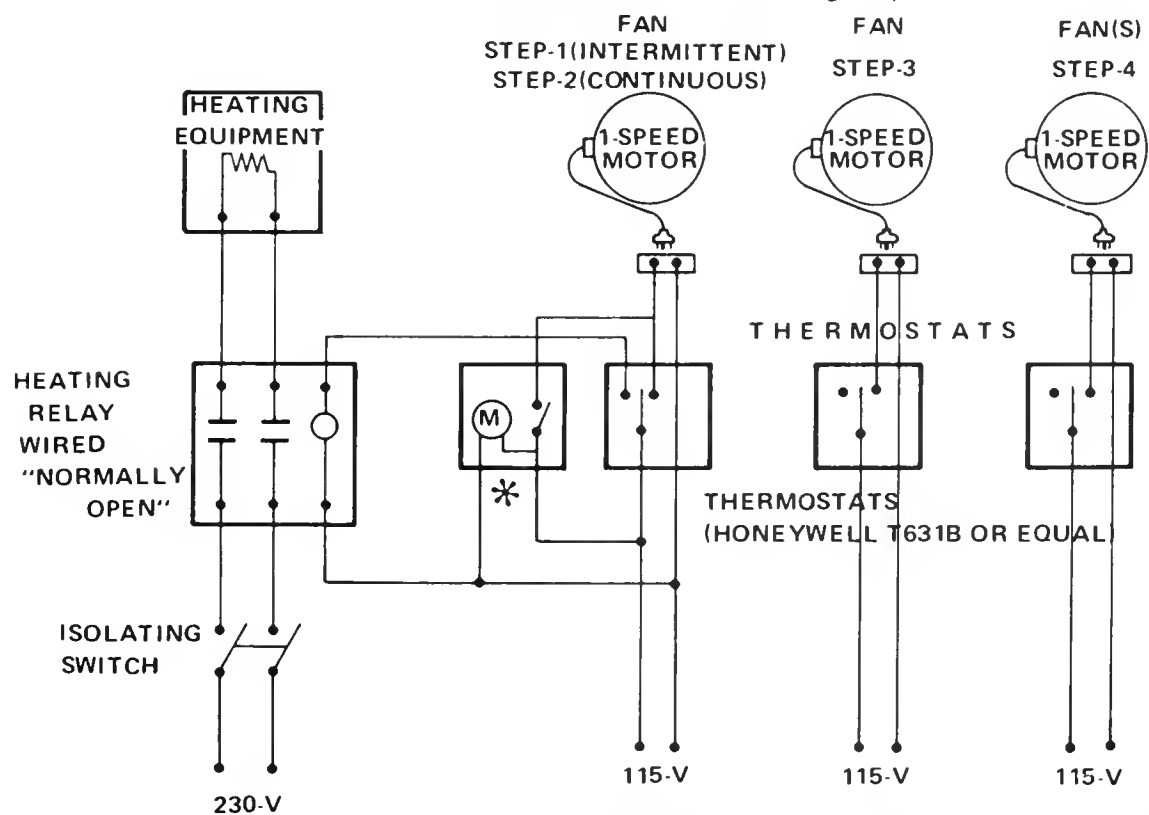 FAN
STEP-1(INTERMITTENT)
STEP-2(CONTINUOUS)
FAN
STEP-3
FAN(S)
STEP-4
HEATING
EQUIPMENT
1-SPEED
MOTOR
1-SPEED
MOTOR
1-SPEED
MOTOR
THERMOSTATS
HEATING
RELAY
WIRED
"NORMALLY
OPEN"
M
*
THERMOSTATS
(HONEYWELL T631B OR EQUAL)
ISOLATING
SWITCH
230-V
115-V
115-V
115-V